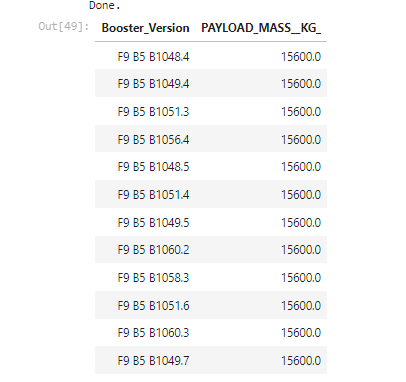 Done.
Out[49]: Booster_Version PAYLOAD_MASS__KG_
F9 B5 B1048.4 15600.0
F9 B5 B1049.4 15600.0
F9 B5 B1051.3 15600.0
F9 B5 B1056.4 15600.0
F9 B5 B1048.5 15600.0
F9 B5 B1051.4 15600.0
F9 B5 B1049.5 15600.0
F9 B5 B1060.2 15600.0
F9 B5 B1058.3 15600.0
F9 B5 B1051.6 15600.0
F9 B5 B1060.3 15600.0
F9 B5 B1049.7 15600.0